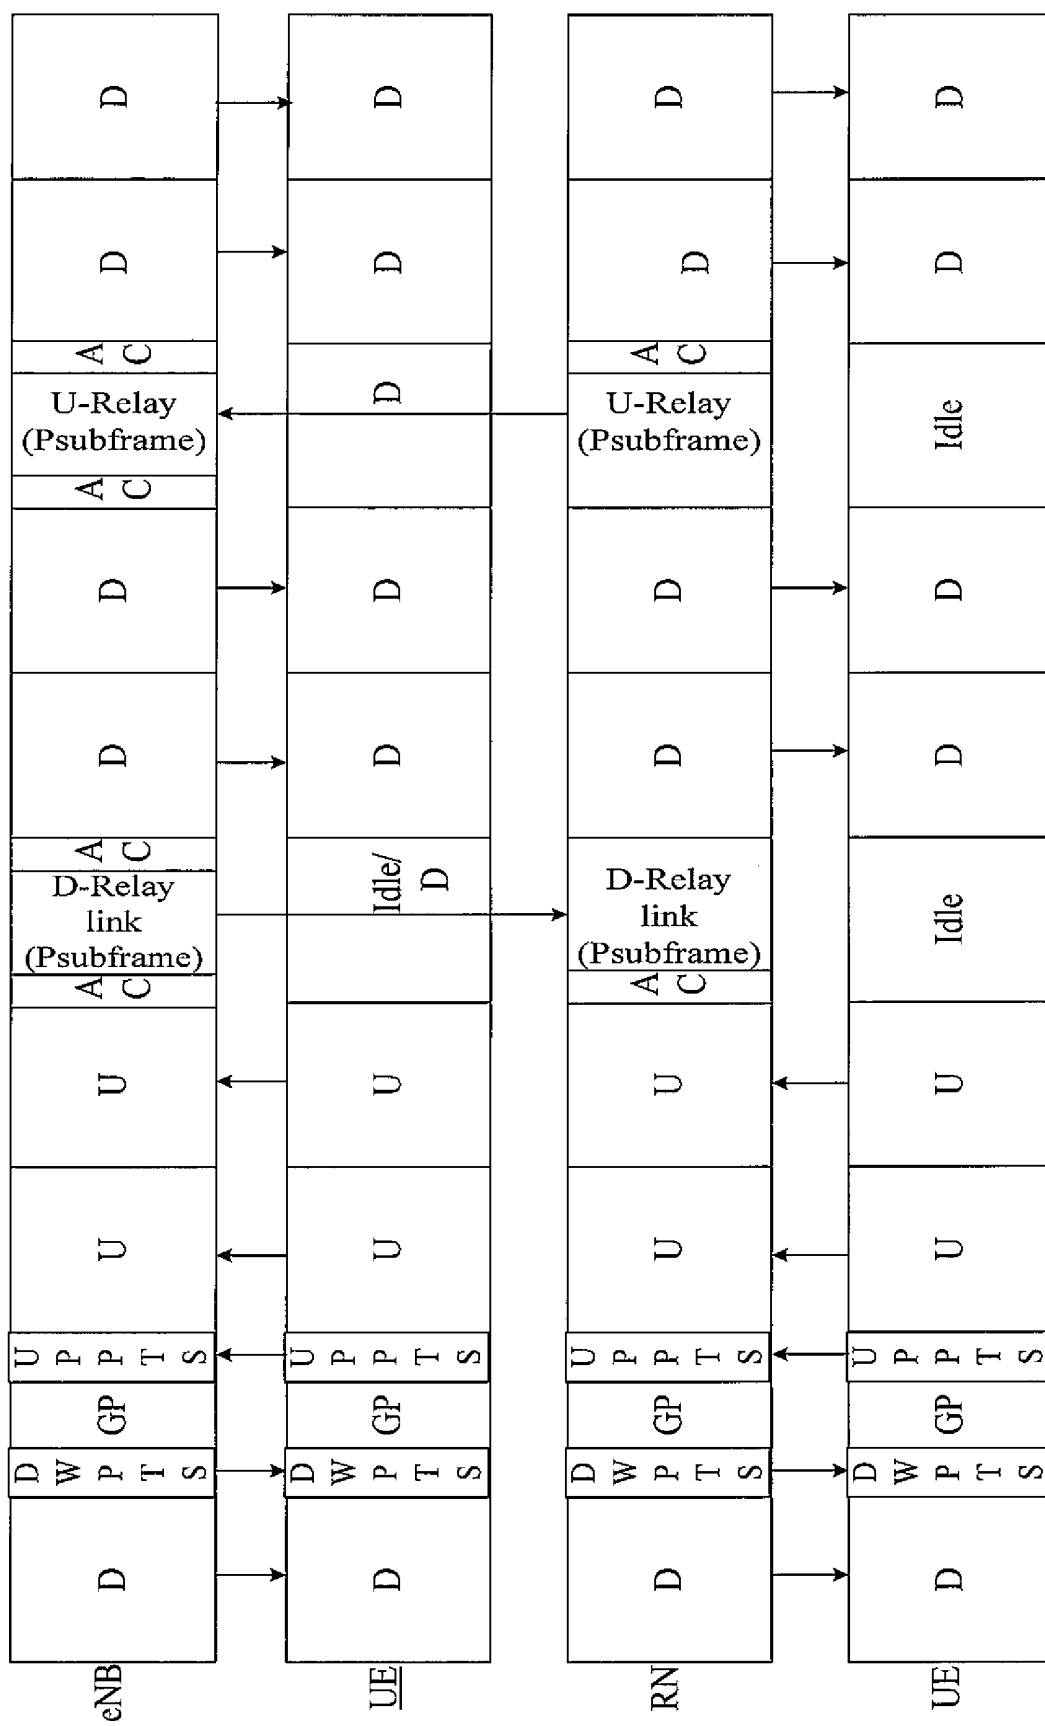 eNB
D
D W P T S
GP
U P P T S
U
U
A C
D-Relay
link
(Psubframe)
A C
D
D
A C
U-Relay
(Psubframe)
A C
D
D
UE
D
D W P T S
GP
U P P T S
U
U
Idle/
D
D
D
D
D
D
RN
D
D W P T S
GP
U P P T S
U
U
A C
D-Relay
link
(Psubframe)
D
D
U-Relay
(Psubframe)
A C
D
D
UE
D
D W P T S
GP
U P P T S
U
U
Idle
D
D
Idle
D
D